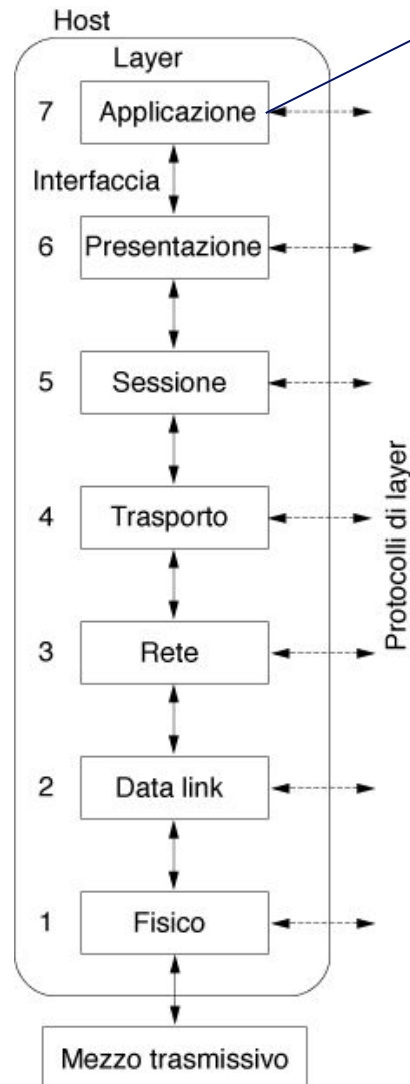 Host
Layer
7 Applicazione
Interfaccia
6 Presentazione
5 Sessione
4 Trasporto
3 Rete
2 Data link
1 Fisico
Mezzo trasmissivo
Protocolli di layer